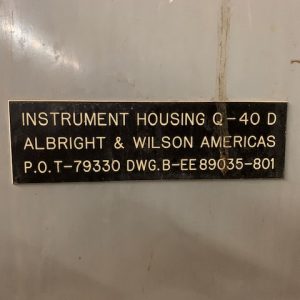 INSTRUMENT HOUSING Q-40 D
ALBRIGHT & WILSON AMERICAS
P.O.T-79330 DWG.B-EE89035-801